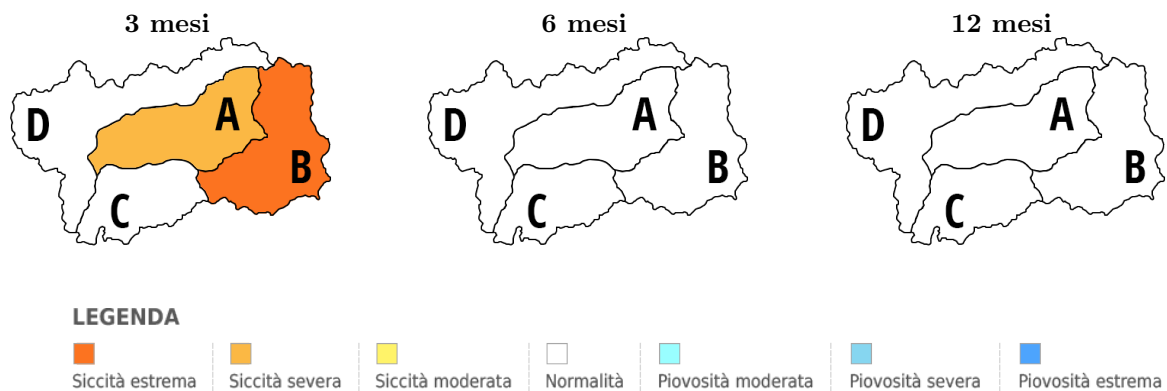 3 mesi 6 mesi 12 mesi
A A A
D D D
B B B
C C C
LEGENDA
Siccità estrema Siccità severa Siccità moderata Normalità Piovosità moderata Piovosità severa Piovosità estrema